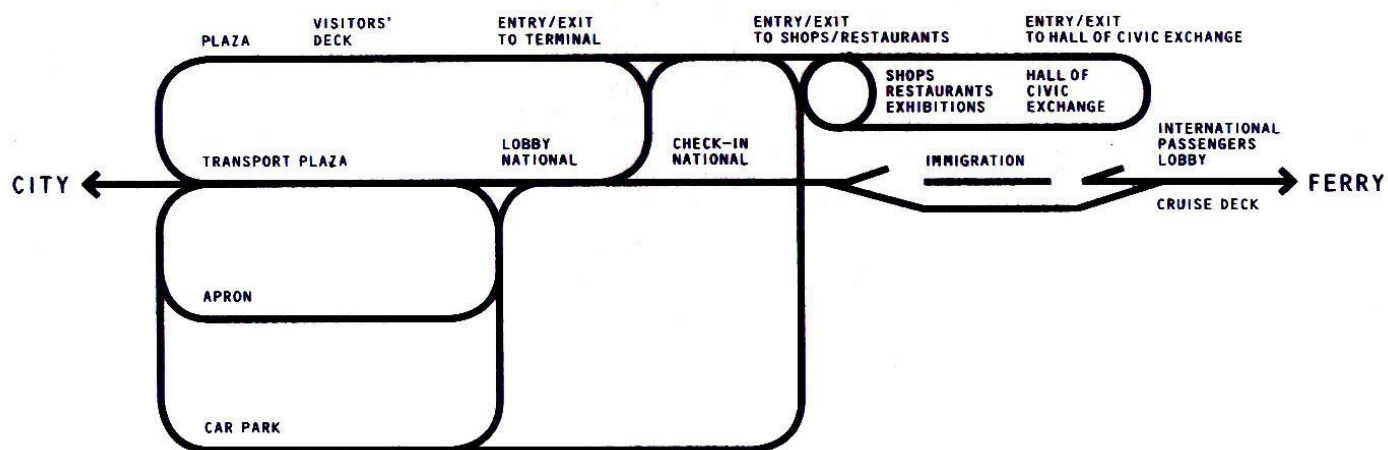 PLAZA
VISITORS'
DECK
ENTRY/EXIT
TO TERMINAL
ENTRY/EXIT
TO SHOPS/RESTAURANTS
ENTRY/EXIT
TO HALL OF CIVIC EXCHANGE
SHOPS
RESTAURANTS
EXHIBITIONS
HALL OF
CIVIC
EXCHANGE
CITY
TRANSPORT PLAZA
LOBBY
NATIONAL
CHECK-IN
NATIONAL
IMMIGRATION
INTERNATIONAL
PASSENGERS
LOBBY
FERRY
CRUISE DECK
APRON
CAR PARK